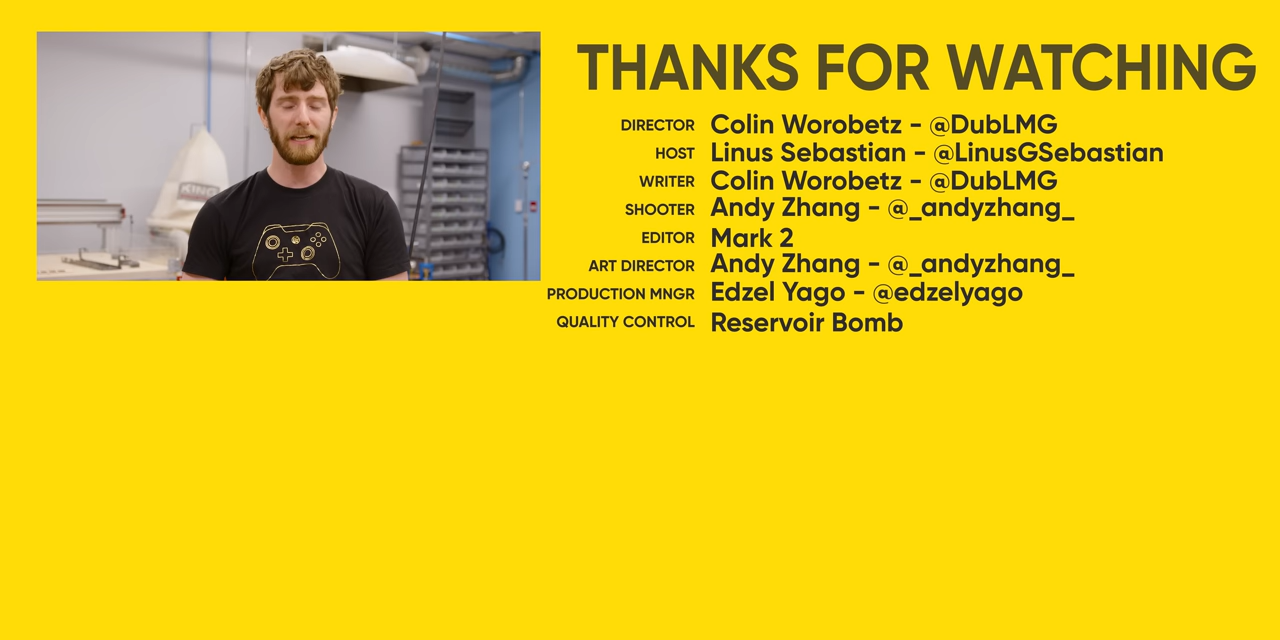 THANKS FOR WATCHING
DIRECTOR Colin Worobetz - @DubLMG
HOST Linus Sebastian - @LinusGSebastian
WRITER Colin Worobetz - @DubLMG
SHOOTER Andy Zhang - @_andyzhang_
EDITOR Mark 2
ART DIRECTOR Andy Zhang - @_andyzhang_
PRODUCTION MNGR Edzel Yago - @edzelyago
QUALITY CONTROL Reservoir Bomb
KING